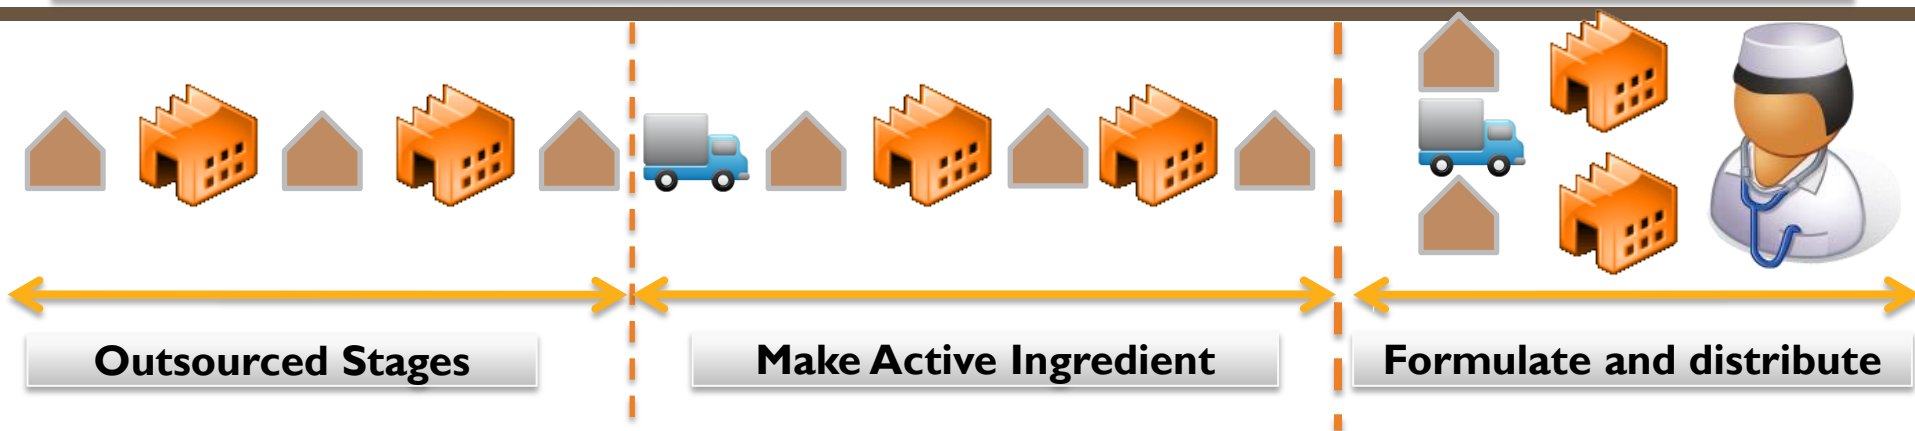 Outsourced Stages
Make Active Ingredient
Formulate and distribute